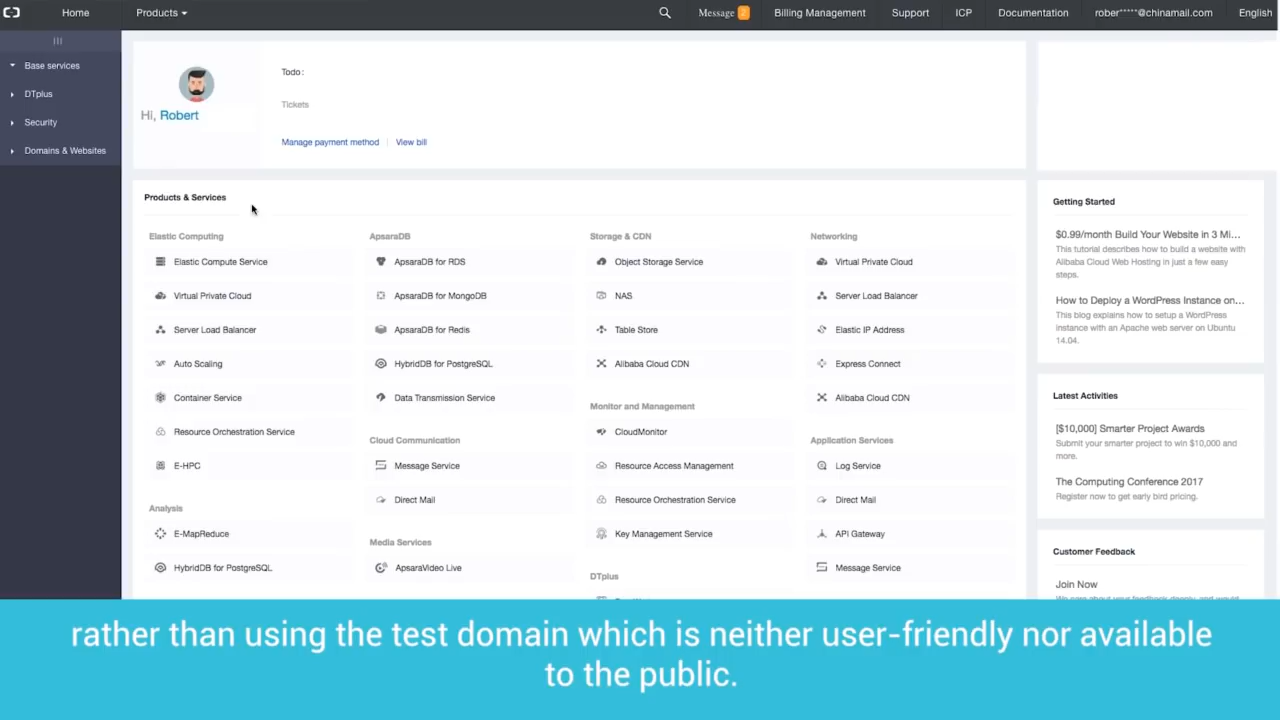 Home
Products
Message 2
Billing Management
Support
ICP
Documentation
rober*****@chinamail.com
English
Base services
DTplus
Security
Domains & Websites
Hi, Robert
Todo :
Tickets
Manage payment method
View bill
Products & Services
Elastic Computing
Elastic Compute Service
Virtual Private Cloud
Server Load Balancer
Auto Scaling
Container Service
Resource Orchestration Service
E-HPC
Analysis
E-MapReduce
HybridDB for PostgreSQL
ApsaraDB
ApsaraDB for RDS
ApsaraDB for MongoDB
ApsaraDB for Redis
HybridDB for PostgreSQL
Data Transmission Service
Cloud Communication
Message Service
Direct Mail
Media Services
ApsaraVideo Live
Storage & CDN
Object Storage Service
NAS
Table Store
Alibaba Cloud CDN
Monitor and Management
CloudMonitor
Resource Access Management
Resource Orchestration Service
Key Management Service
DTplus
Networking
Virtual Private Cloud
Server Load Balancer
Elastic IP Address
Express Connect
Alibaba Cloud CDN
Application Services
Log Service
Direct Mail
API Gateway
Message Service
Getting Started
$0.99/month Build Your Website in 3 Mi...
This tutorial describes how to build a website with
Alibaba Cloud Web Hosting in just a few easy
steps.
How to Deploy a WordPress Instance on...
This blog explains how to setup a WordPress
instance with an Apache web server on Ubuntu
14.04.
Latest Activities
[$10,000] Smarter Project Awards
Submit your smarter project to win $10,000 and
more.
The Computing Conference 2017
Register now to get early bird pricing.
Customer Feedback
Join Now
rather than using the test domain which is neither user-friendly nor available
to the public.